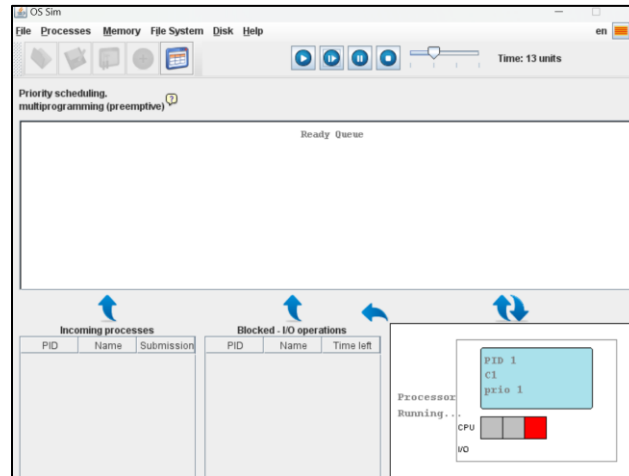 OS Sim
File Processes Memory File System Disk Help
en
Time: 13 units
Priority scheduling.
multiprogramming (preemptive)
?
Ready Queue
Incoming processes
PID Name Submission
Blocked - I/O operations
PID Name Time left
Processor
Running...
PID 1
C1
prio 1
CPU
I/O